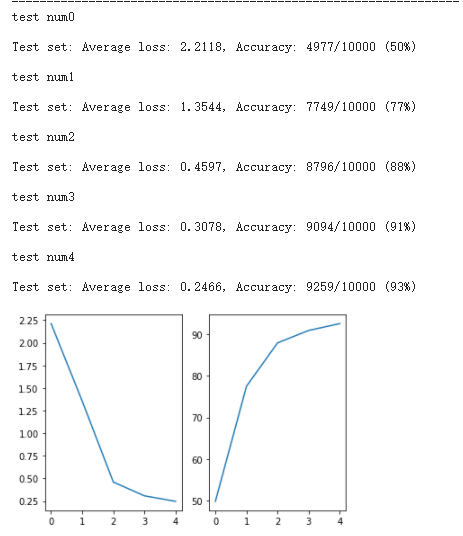 test num0
Test set: Average loss: 2.2118, Accuracy: 4977/10000 (50%)
test num1
Test set: Average loss: 1.3544, Accuracy: 7749/10000 (77%)
test num2
Test set: Average loss: 0.4597, Accuracy: 8796/10000 (88%)
test num3
Test set: Average loss: 0.3078, Accuracy: 9094/10000 (91%)
test num4
Test set: Average loss: 0.2466, Accuracy: 9259/10000 (93%)
2.25
2.00
1.75
1.50
1.25
1.00
0.75
0.50
0.25
0 1 2 3 4
90
80
70
60
50
0 1 2 3 4